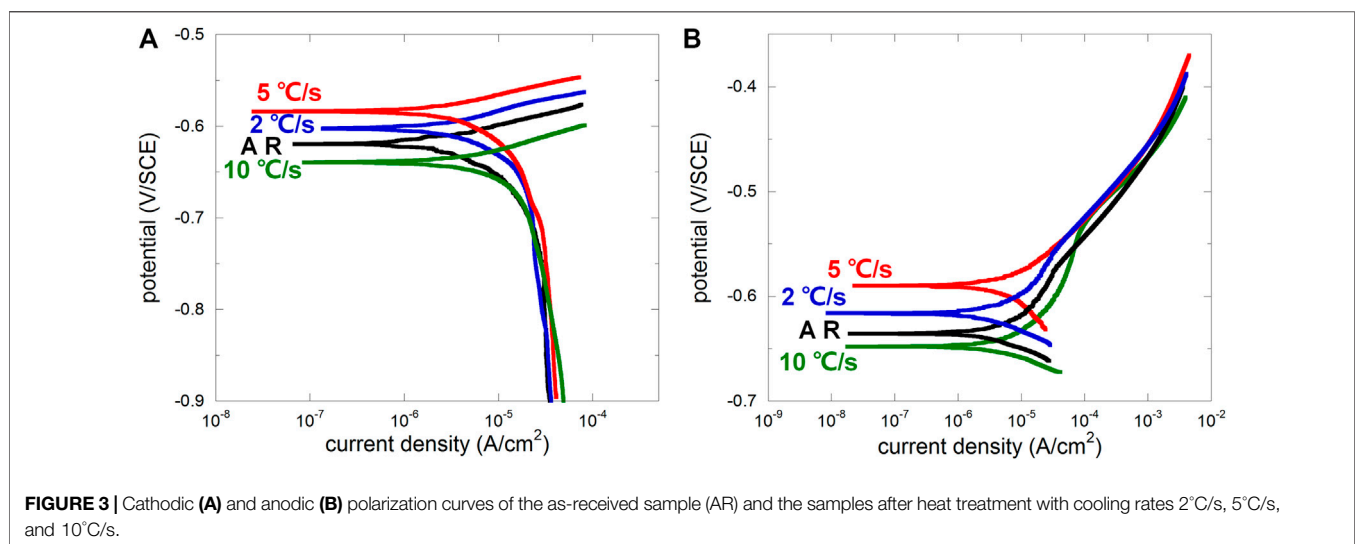 A
-0.5
-0.6
-0.7
-0.8
-0.9
potential (V/SCE)
5 °C/s
2 °C/s
A R
10 °C/s
10⁻⁸ 10⁻⁷ 10⁻⁶ 10⁻⁵ 10⁻⁴
current density (A/cm²)
B
-0.4
-0.5
-0.6
-0.7
potential (V/SCE)
5 °C/s
2 °C/s
A R
10 °C/s
10⁻⁹ 10⁻⁸ 10⁻⁷ 10⁻⁶ 10⁻⁵ 10⁻⁴ 10⁻³ 10⁻²
current density (A/cm²)
FIGURE 3 | Cathodic (A) and anodic (B) polarization curves of the as-received sample (AR) and the samples after heat treatment with cooling rates 2°C/s, 5°C/s,
and 10°C/s.